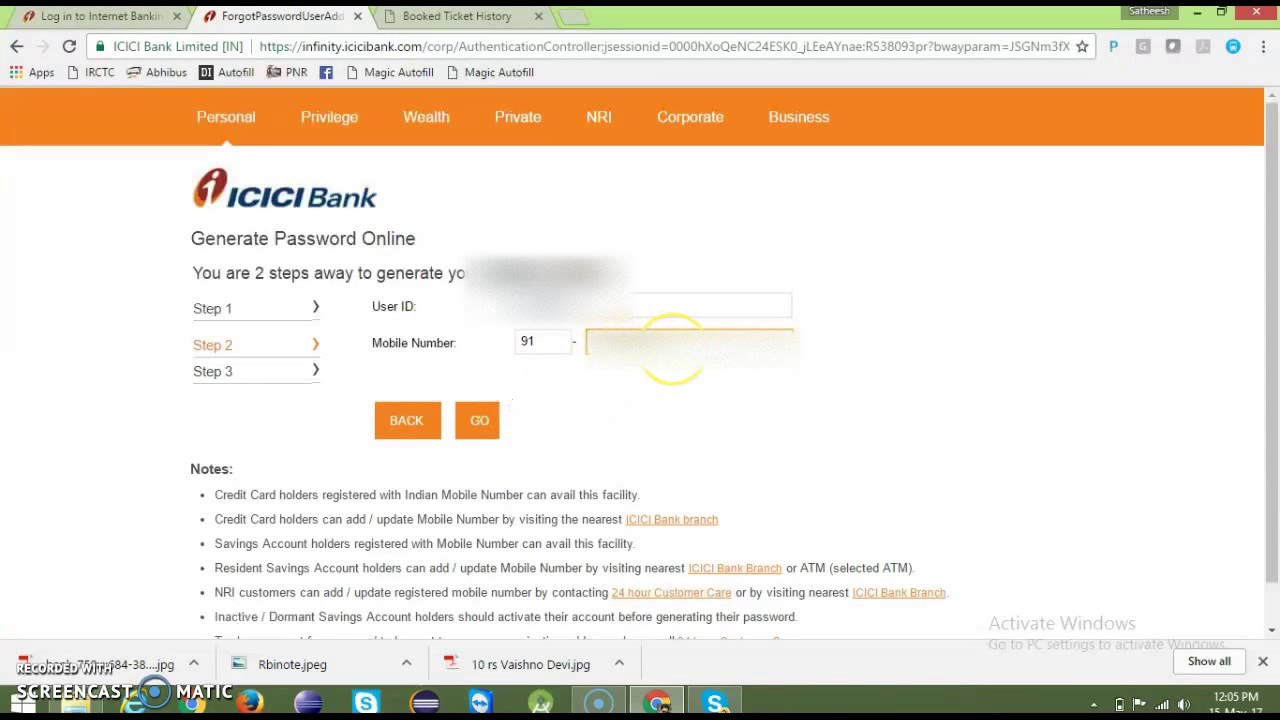 Log in to Internet Bankin
ForgotPasswordUserAdd
Booked Ticket History
Satheesh
ICICI Bank Limited [IN]
https://infinity.icicibank.com/corp/AuthenticationController;jsessionid=0000hXoQeNC24ESK0_jLEeAYnae:R538093pr?bwayparam=JSGNm3fX
Apps IRCTC Abhibus DI Autofill PNR Magic Autofill Magic Autofill
Personal Privilege Wealth Private NRI Corporate Business
ICICI Bank
Generate Password Online
You are 2 steps away to generate yo
Step 1
User ID:
Step 2
Mobile Number: 91 -
Step 3
BACK GO
Notes:
Credit Card holders registered with Indian Mobile Number can avail this facility.
Credit Card holders can add / update Mobile Number by visiting the nearest ICICI Bank branch
Savings Account holders registered with Mobile Number can avail this facility.
Resident Savings Account holders can add / update Mobile Number by visiting nearest ICICI Bank Branch or ATM (selected ATM).
NRI customers can add / update registered mobile number by contacting 24 hour Customer Care or by visiting nearest ICICI Bank Branch.
Inactive / Dormant Savings Account holders should activate their account before generating their password.
Activate Windows
Go to PC settings to activate Windows.
684-38....jpg
Rbinote.jpeg
10 rs Vaishno Devi.jpg
Show all
RECORDED WITH
SCREENCAST MATIC
12:05 PM
15-May-17